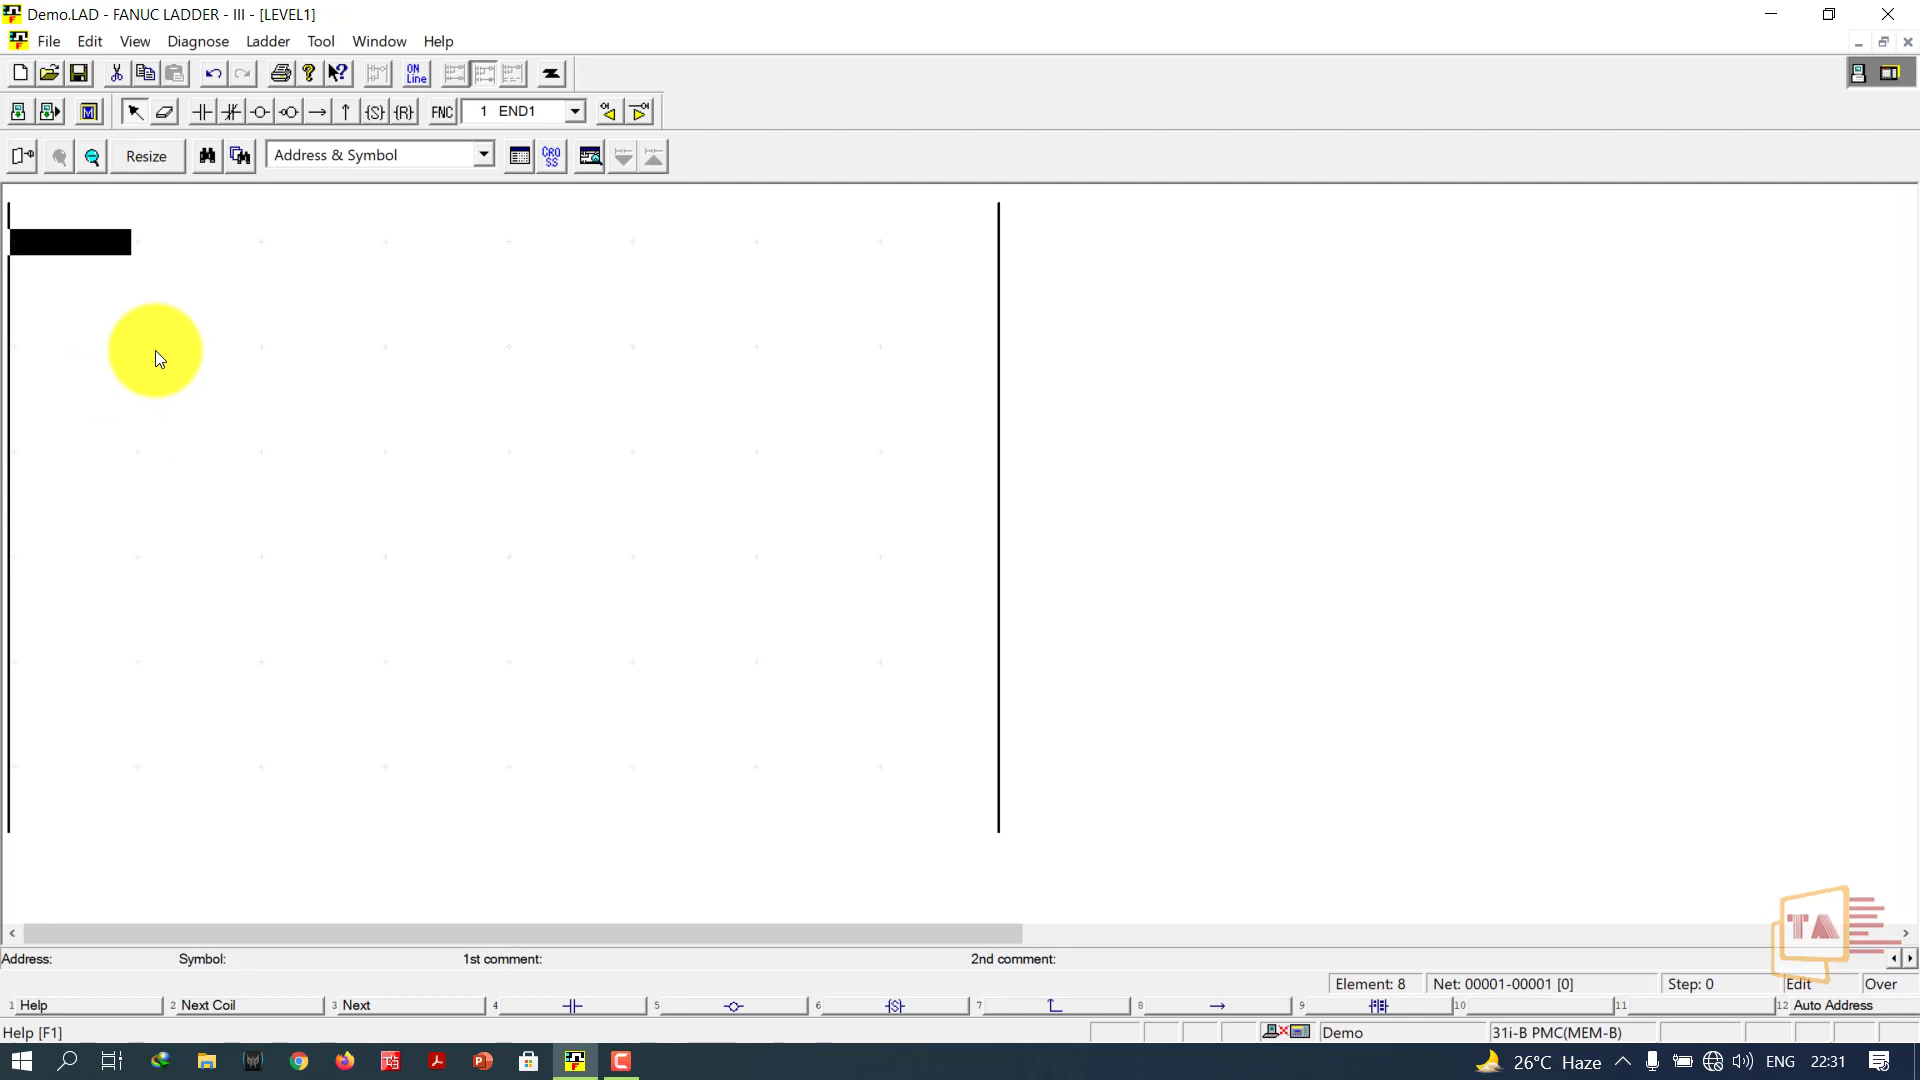 Demo.LAD - FANUC LADDER - III - [LEVEL1]
File Edit View Diagnose Ladder Tool Window Help
ON Line
{S} {R} FNC 1 END1
Resize Address & Symbol CRO SS
TA
Address: Symbol: 1st comment: 2nd comment:
Element: 8 Net: 00001-00001 [0] Step: 0 Edit Over
1 Help 2 Next Coil 3 Next 4 5 6 {S} 7 8 9 10 11 12 Auto Address
Help [F1] Demo 31i-B PMC(MEM-B)
26°C Haze ENG 22:31